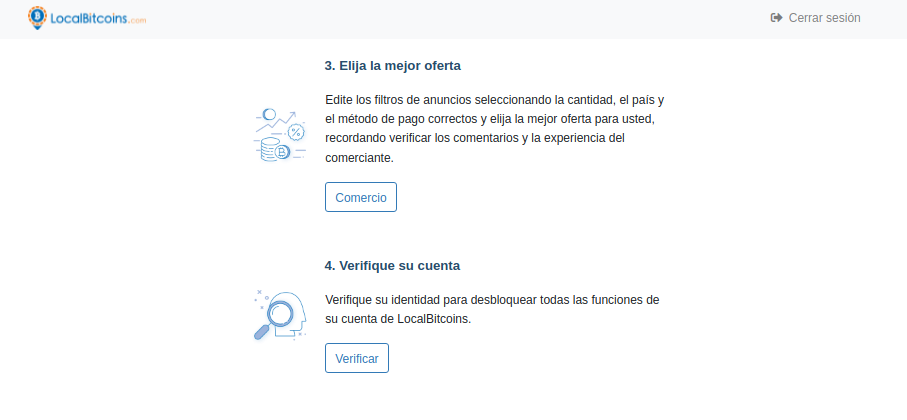 LocalBitcoins.com
Cerrar sesión
3. Elija la mejor oferta
Edite los filtros de anuncios seleccionando la cantidad, el país y
el método de pago correctos y elija la mejor oferta para usted,
recordando verificar los comentarios y la experiencia del
comerciante.
Comercio
4. Verifique su cuenta
Verifique su identidad para desbloquear todas las funciones de
su cuenta de LocalBitcoins.
Verificar